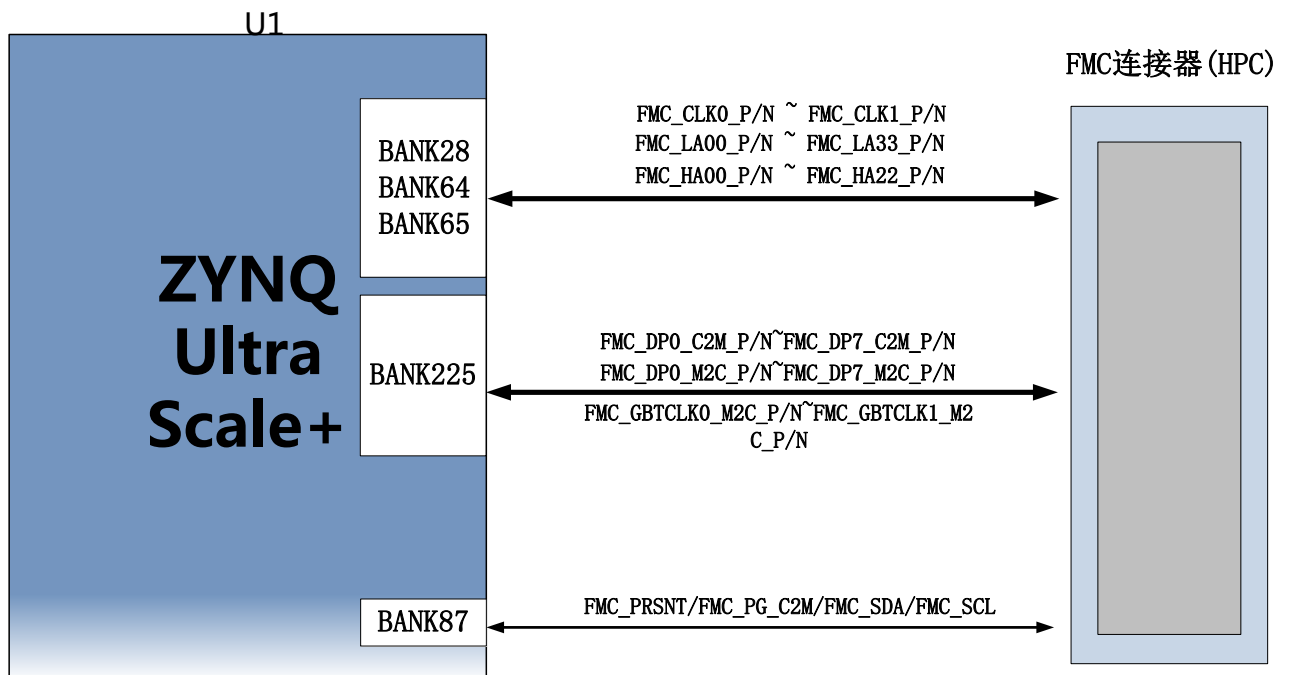 U1
FMC连接器(HPC)
FMC_CLK0_P/N ~ FMC_CLK1_P/N
FMC_LA00_P/N ~ FMC_LA33_P/N
FMC_HA00_P/N ~ FMC_HA22_P/N
BANK28
BANK64
BANK65
ZYNQ
Ultra
Scale+
BANK225
FMC_DP0_C2M_P/N~FMC_DP7_C2M_P/N
FMC_DP0_M2C_P/N~FMC_DP7_M2C_P/N
FMC_GBTCLK0_M2C_P/N~FMC_GBTCLK1_M2
C_P/N
BANK87
FMC_PRSNT/FMC_PG_C2M/FMC_SDA/FMC_SCL